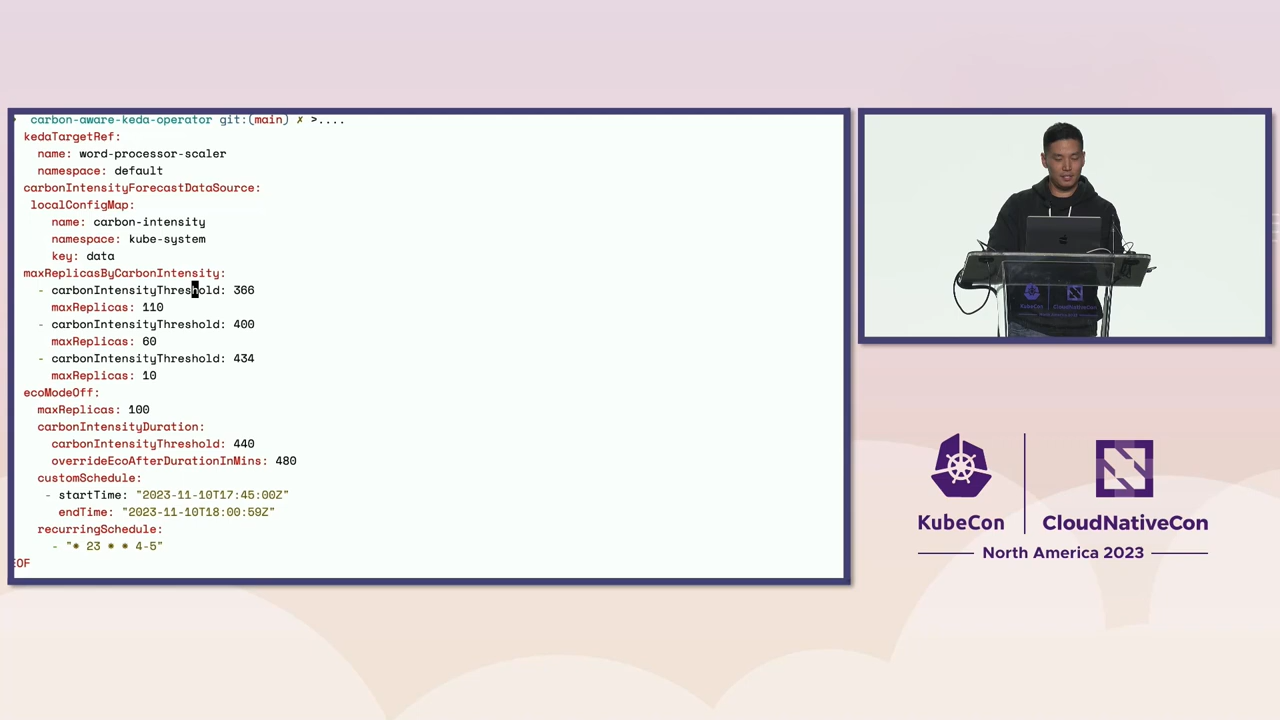 carbon-aware-keda-operator git:(main) ✗ >....
kedaTargetRef:
name: word-processor-scaler
namespace: default
carbonIntensityForecastDataSource:
localConfigMap:
name: carbon-intensity
namespace: kube-system
key: data
maxReplicasByCarbonIntensity:
- carbonIntensityThreshold: 366
maxReplicas: 110
- carbonIntensityThreshold: 400
maxReplicas: 60
- carbonIntensityThreshold: 434
maxReplicas: 10
ecoModeOff:
maxReplicas: 100
carbonIntensityDuration:
carbonIntensityThreshold: 440
overrideEcoAfterDurationInMins: 480
customSchedule:
- startTime: "2023-11-10T17:45:00Z"
endTime: "2023-11-10T18:00:59Z"
recurringSchedule:
- "* 23 * * 4-5"
EOF
KubeCon
CloudNativeCon
KubeCon
CloudNativeCon
North America 2023